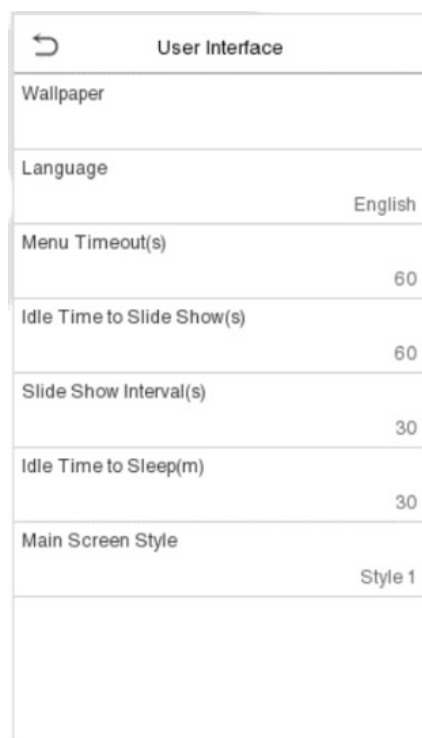 User Interface
Wallpaper
Language
English
Menu Timeout(s)
60
Idle Time to Slide Show(s)
60
Slide Show Interval(s)
30
Idle Time to Sleep(m)
30
Main Screen Style
Style 1